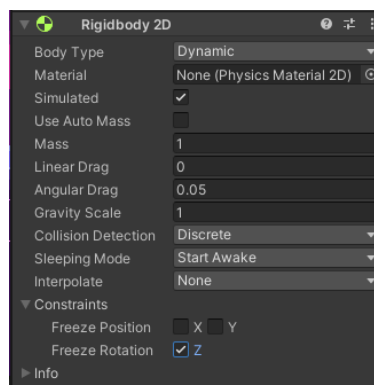 Rigidbody 2D
Body Type Dynamic
Material None (Physics Material 2D)
Simulated
Use Auto Mass
Mass 1
Linear Drag 0
Angular Drag 0.05
Gravity Scale 1
Collision Detection Discrete
Sleeping Mode Start Awake
Interpolate None
Constraints
Freeze Position X Y
Freeze Rotation Z
Info